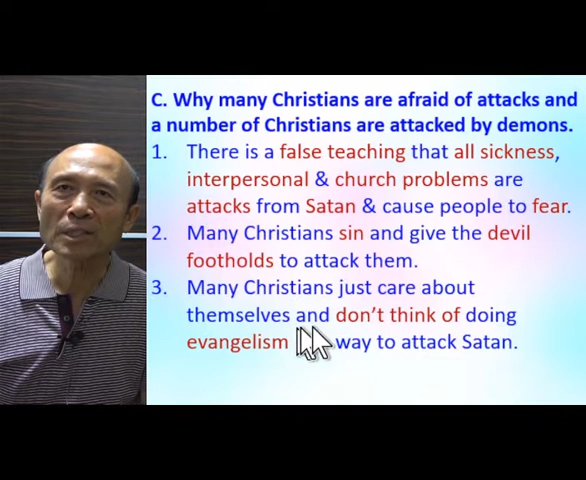 C. Why many Christians are afraid of attacks and
a number of Christians are attacked by demons.
1. There is a false teaching that all sickness,
interpersonal & church problems are
attacks from Satan & cause people to fear.
2. Many Christians sin and give the devil
footholds to attack them.
3. Many Christians just care about
themselves and don’t think of doing
evangelism way to attack Satan.